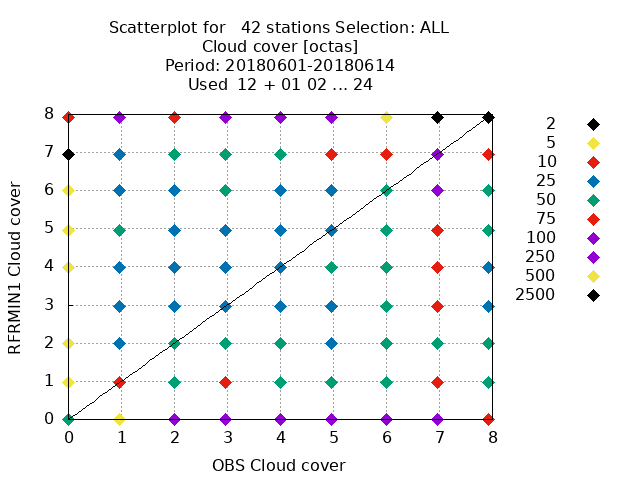 Scatterplot for   42 stations Selection: ALL
Cloud cover [octas]
Period: 20180601-20180614
Used  12 + 01 02 ... 24
8
7
6
5
4
3
2
1
0
RFRMIN1 Cloud cover
0 1 2 3 4 5 6 7 8
OBS Cloud cover
2
5
10
25
50
75
100
250
500
2500